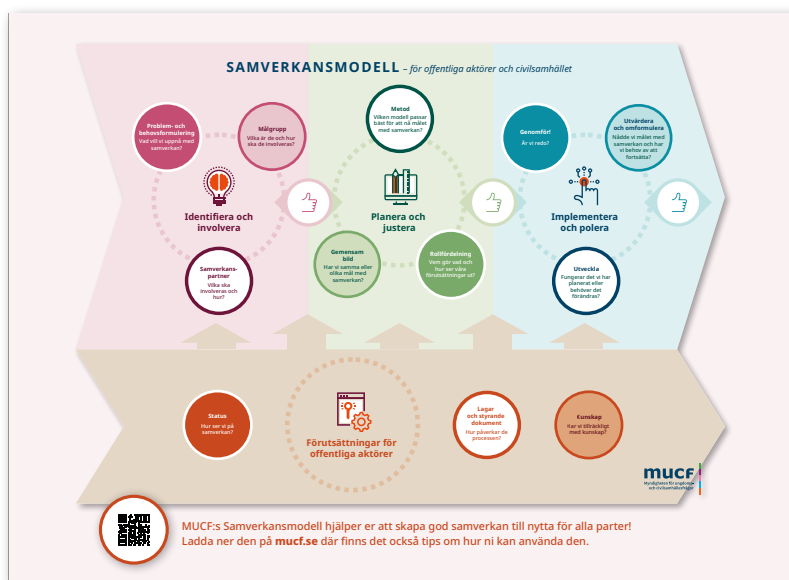 SAMVERKANSMODELL – för offentliga aktörer och civilsamhället
Problem- och
behovsformulering
Vad vill vi uppnå med
samverkan?
Målgrupp
Vilka är de och hur
ska de involveras?
Identifiera och
involvera
Samverkans-
partner
Vilka ska
involveras och
hur?
Metod
Vilken modell passar
bäst för att nå målet
med samverkan?
Planera och
justera
Gemensam
bild
Har vi samma eller
olika mål med
samverkan?
Rollfördelning
Vem gör vad och
hur ser våra
förutsättningar ut?
Genomför!
Är vi redo?
Utvärdera
och omformulera
Nådde vi målet med
samverkan och har
vi behov av att
fortsätta?
Implementera
och polera
Utveckla
Fungerar det vi har
planerat eller
behöver det
förändras?
Status
Hur ser vi på
samverkan?
Förutsättningar för
offentliga aktörer
Lagar
och styrande
dokument
Hur påverkar de
processen?
Kunskap
Har vi tillräckligt
med kunskap?
mucf
Myndigheten för ungdoms-
och civilsamhällesfrågor
MUCF:s Samverkansmodell hjälper er att skapa god samverkan till nytta för alla parter!
Ladda ner den på mucf.se där finns det också tips om hur ni kan använda den.